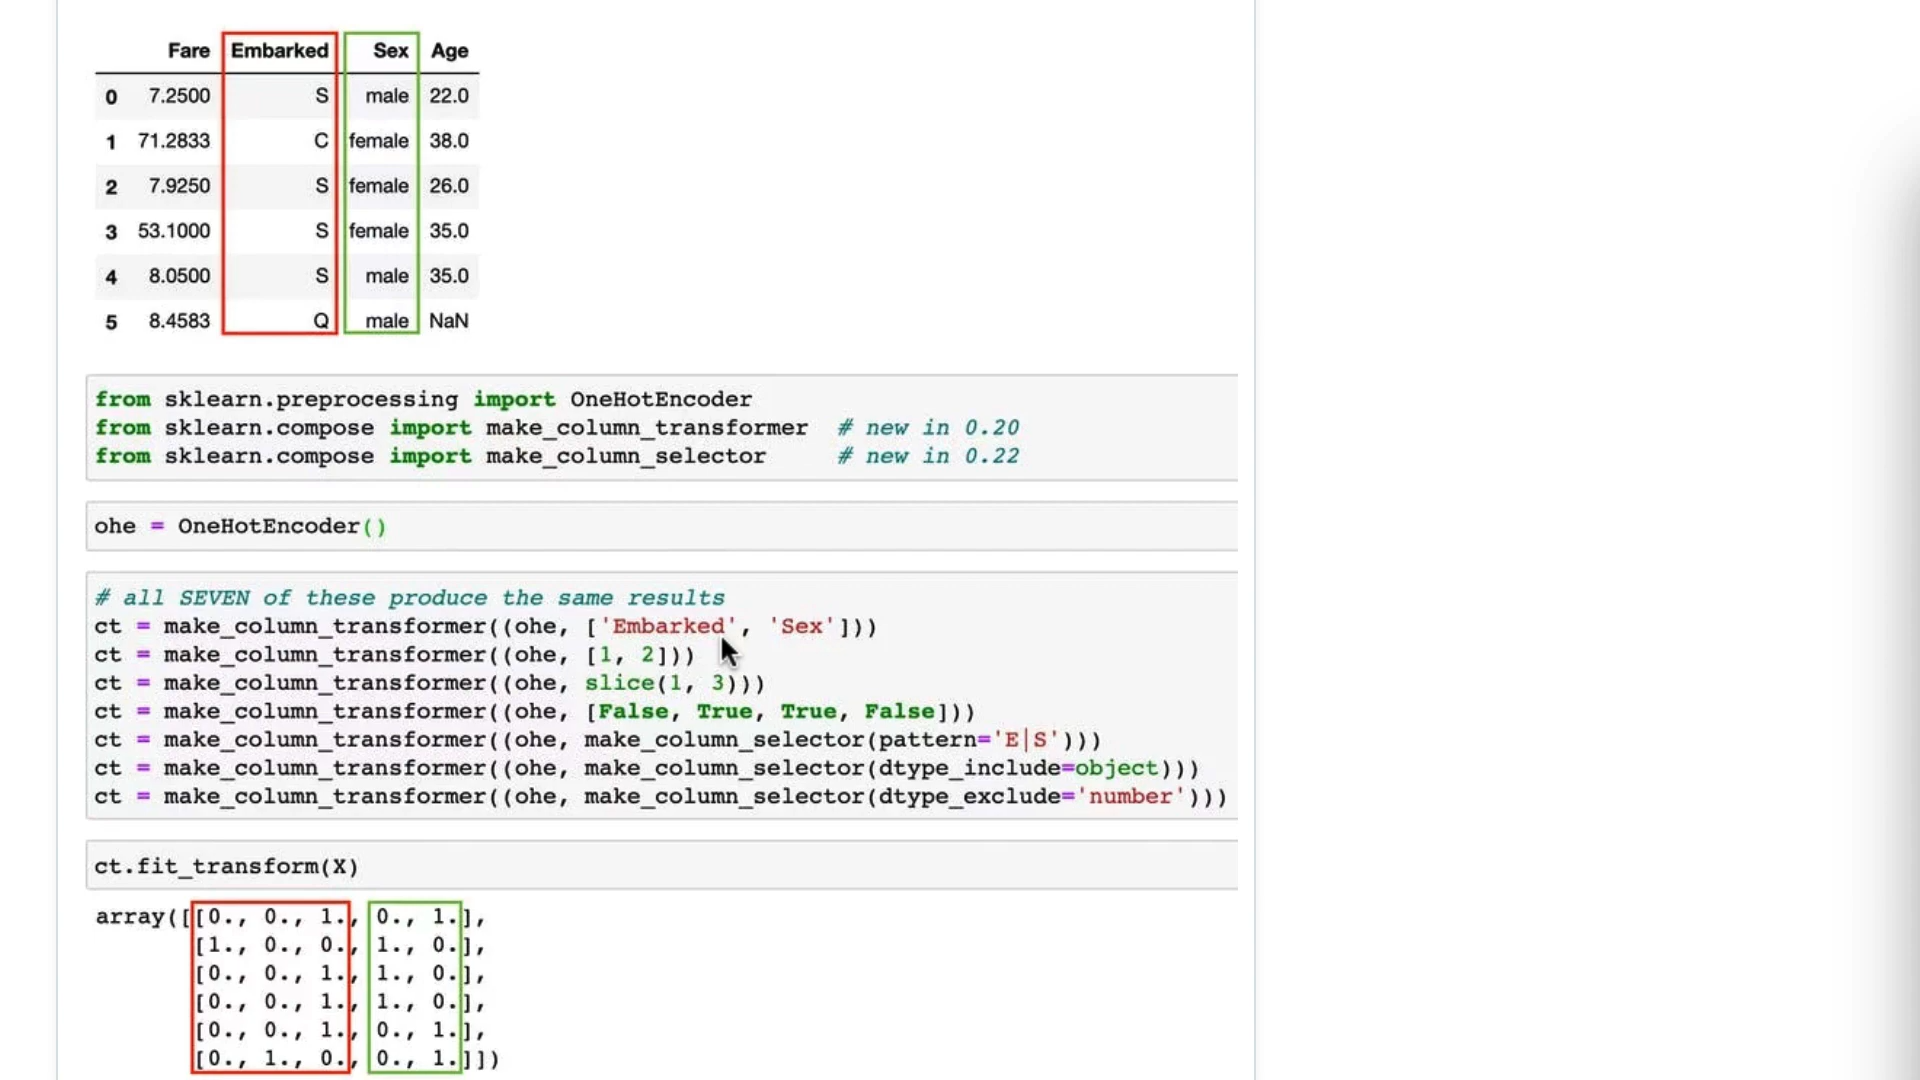 Fare Embarked Sex Age
0 7.2500 S male 22.0
1 71.2833 C female 38.0
2 7.9250 S female 26.0
3 53.1000 S female 35.0
4 8.0500 S male 35.0
5 8.4583 Q male NaN
from sklearn.preprocessing import OneHotEncoder
from sklearn.compose import make_column_transformer # new in 0.20
from sklearn.compose import make_column_selector # new in 0.22
ohe = OneHotEncoder()
# all SEVEN of these produce the same results
ct = make_column_transformer((ohe, ['Embarked', 'Sex']))
ct = make_column_transformer((ohe, [1, 2]))
ct = make_column_transformer((ohe, slice(1, 3)))
ct = make_column_transformer((ohe, [False, True, True, False]))
ct = make_column_transformer((ohe, make_column_selector(pattern='E|S')))
ct = make_column_transformer((ohe, make_column_selector(dtype_include=object)))
ct = make_column_transformer((ohe, make_column_selector(dtype_exclude='number')))
ct.fit_transform(X)
array([[0., 0., 1., 0., 1.],
[1., 0., 0., 1., 0.],
[0., 0., 1., 1., 0.],
[0., 0., 1., 1., 0.],
[0., 0., 1., 0., 1.],
[0., 1., 0., 0., 1.]])